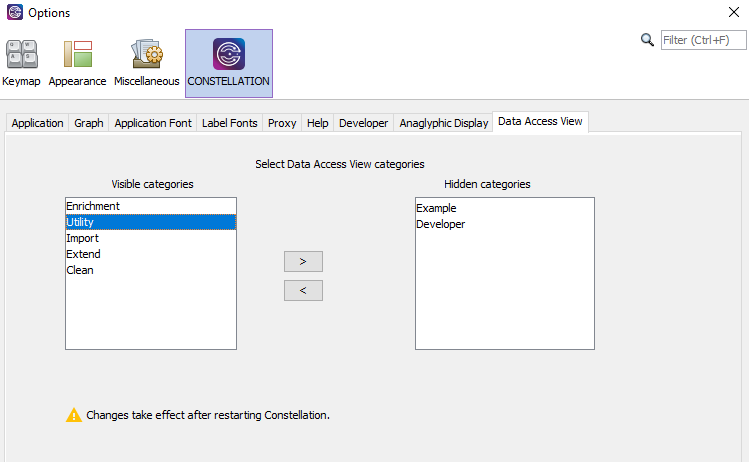 Options
Filter (Ctrl+F)
Keymap Appearance Miscellaneous CONSTELLATION
Application Graph Application Font Label Fonts Proxy Help Developer Anaglyphic Display Data Access View
Select Data Access View categories
Visible categories
Enrichment
Utility
Import
Extend
Clean
>
<
Hidden categories
Example
Developer
Changes take effect after restarting Constellation.